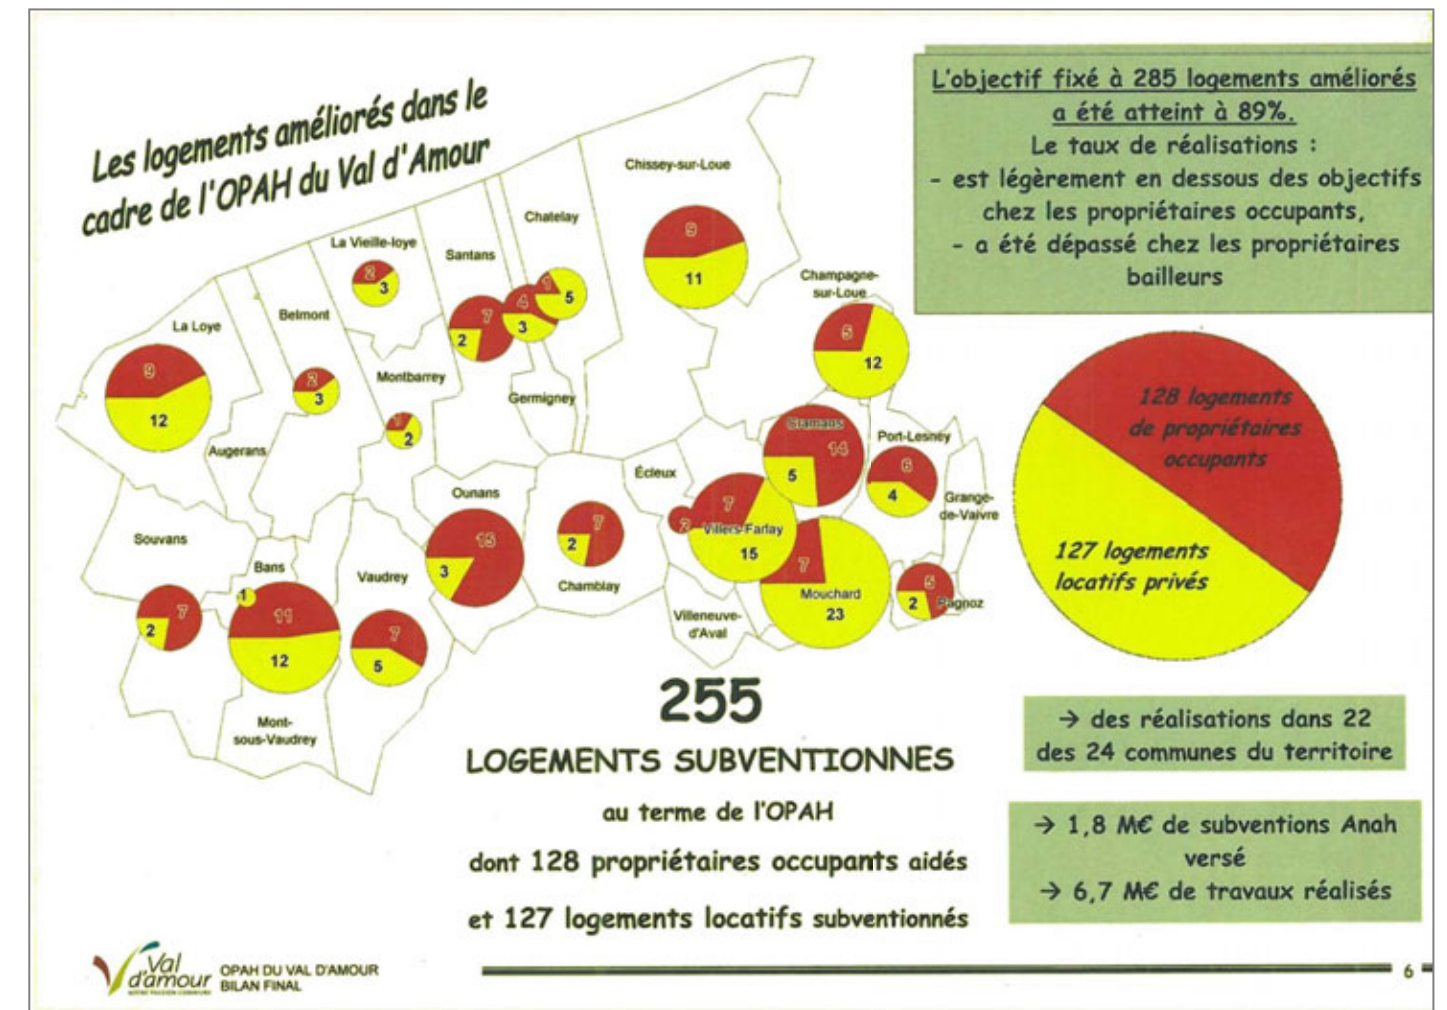 Les logements améliorés dans le
cadre de l'OPAH du Val d'Amour
L'objectif fixé à 285 logements améliorés
a été atteint à 89%.
Le taux de réalisations :
- est légèrement en dessous des objectifs
chez les propriétaires occupants,
- a été dépassé chez les propriétaires
bailleurs
Chissey-sur-Loue
9
11
Chatelay
1
5
La Vieille-loye
2
3
Santans
7
2
4
3
Champagne-
sur-Loue
5
12
Belmont
2
3
La Loye
9
12
Montbarrey
1
2
Germigney
Augerans
Cramans
14
5
Port-Lesney
6
4
Écleux
2
Grange-
de-Vaivre
Ounans
15
3
7
2
Chamblay
7
Villers-Farlay
15
7
Mouchard
23
5
2
Pagnoz
Villeneuve-
d'Aval
Souvans
7
2
Bans
1
11
12
Vaudrey
7
5
Mont-
sous-Vaudrey
128 logements
de propriétaires
occupants
127 logements
locatifs privés
255
LOGEMENTS SUBVENTIONNES
au terme de l'OPAH
dont 128 propriétaires occupants aidés
et 127 logements locatifs subventionnés
→ des réalisations dans 22
des 24 communes du territoire
→ 1,8 M€ de subventions Anah
versé
→ 6,7 M€ de travaux réalisés
Val
d'amour
OPAH DU VAL D'AMOUR
BILAN FINAL
6